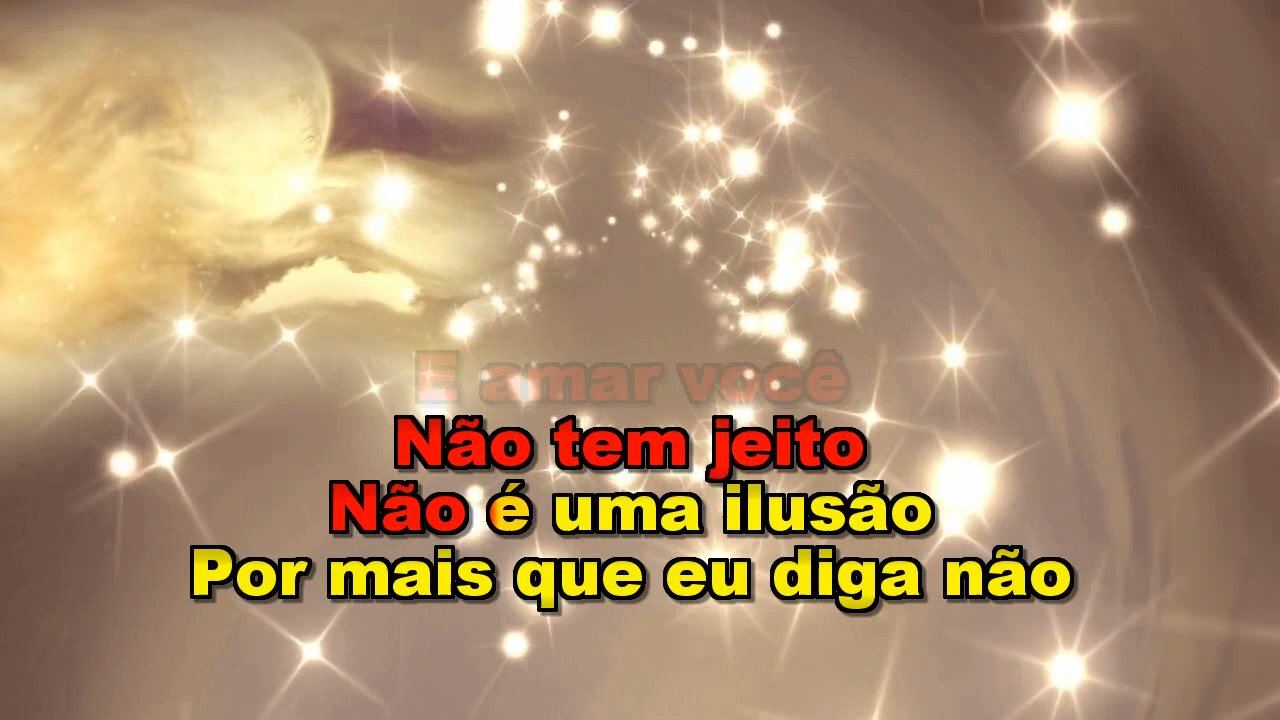 E amar você
Não tem jeito
Não é uma ilusão
Por mais que eu diga não